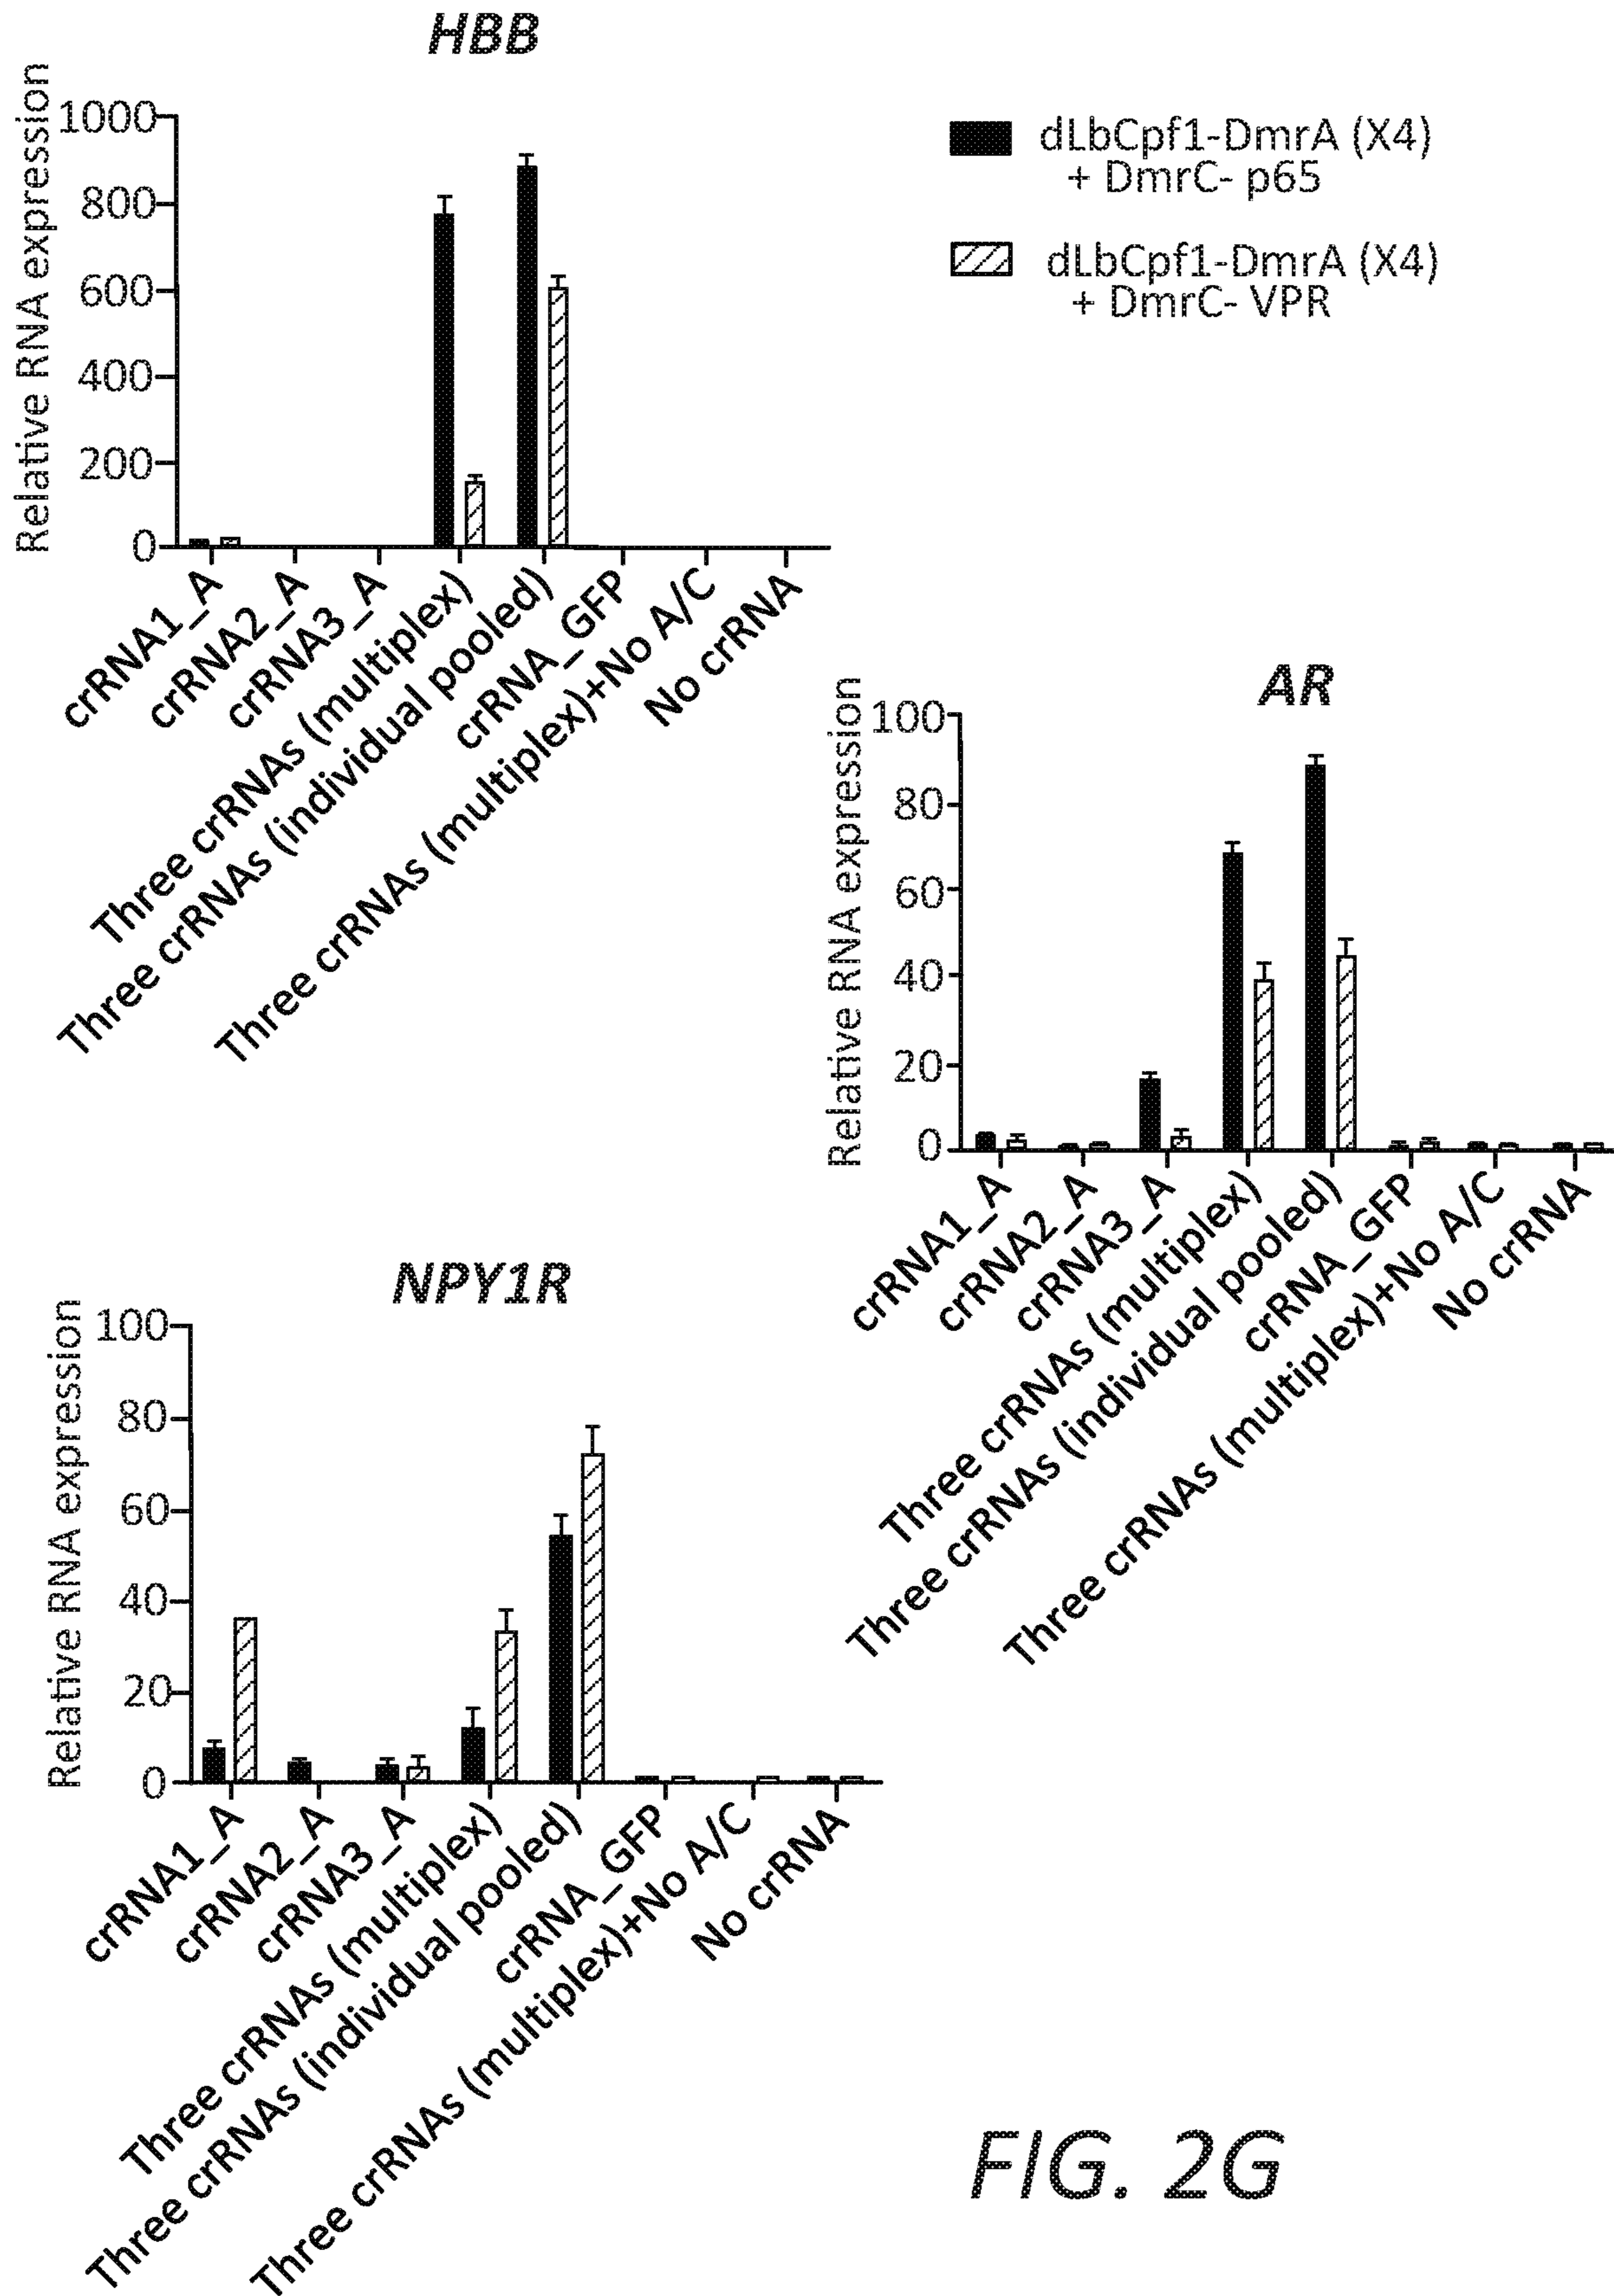 HBB
Relative RNA expression
1000
800
600
400
200
0
crRNA1_A
crRNA2_A
crRNA3_A
Three crRNAs (multiplex)
Three crRNAs (individual pooled)
crRNA_GFP
Three crRNAs (multiplex)+No A/C
No crRNA
dLbCpf1-DmrA (X4)
+ DmrC- p65
dLbCpf1-DmrA (X4)
+ DmrC- VPR
AR
Relative RNA expression
100
80
60
40
20
0
crRNA1_A
crRNA2_A
crRNA3_A
Three crRNAs (multiplex)
Three crRNAs (individual pooled)
crRNA_GFP
Three crRNAs (multiplex)+No A/C
No crRNA
NPY1R
Relative RNA expression
100
80
60
40
20
0
crRNA1_A
crRNA2_A
crRNA3_A
Three crRNAs (multiplex)
Three crRNAs (individual pooled)
crRNA_GFP
Three crRNAs (multiplex)+No A/C
No crRNA
FIG. 2G